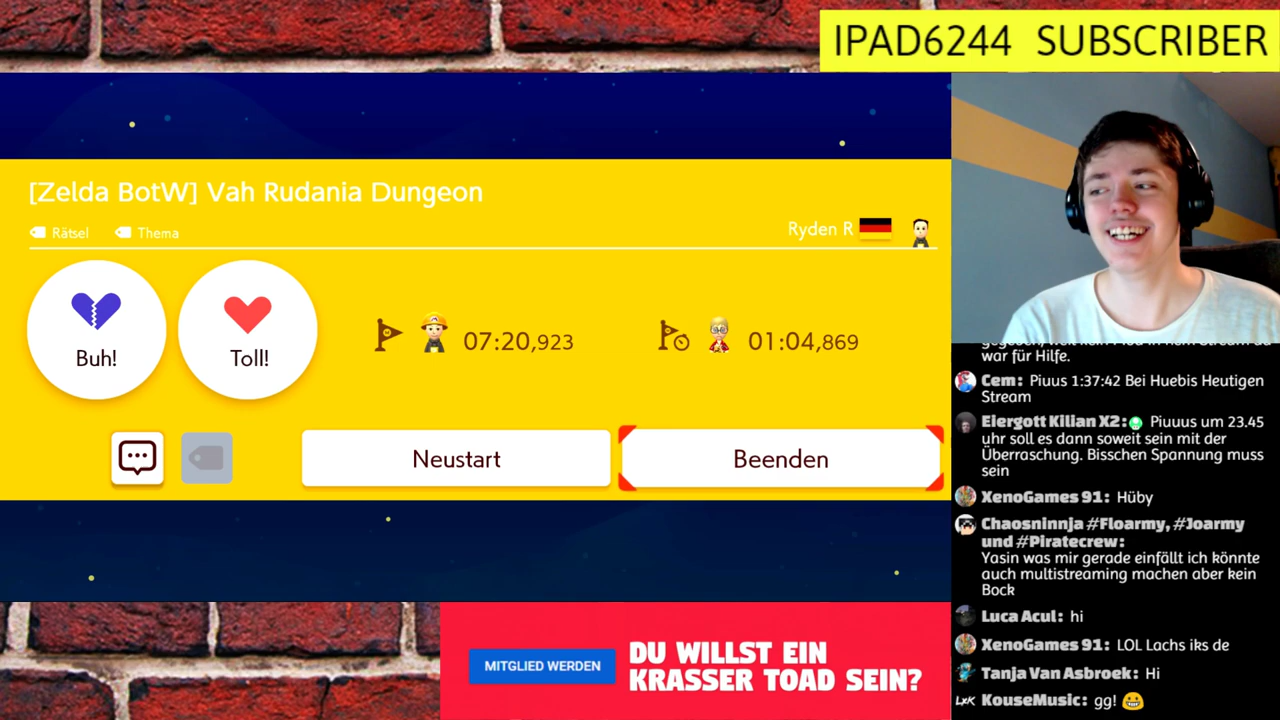 IPAD6244 SUBSCRIBER
[Zelda BotW] Vah Rudania Dungeon
Rätsel Thema
Ryden R
Buh!
Toll!
07:20,923
01:04,869
Neustart
Beenden
war für Hilfe.
Cem: Piuus 1:37:42 Bei Huebis Heutigen
Stream
Eiergott Kilian X2: Piuuus um 23.45
uhr soll es dann soweit sein mit der
Überraschung. Bisschen Spannung muss
sein
XenoGames 91: Hüby
Chaosninnja #Floarmy, #Joarmy
und #Piratecrew:
Yasin was mir gerade einfällt ich könnte
auch multistreaming machen aber kein
Bock
Luca Acul: hi
XenoGames 91: LOL Lachs iks de
Tanja Van Asbroek: Hi
LxK KouseMusic: gg!
MITGLIED WERDEN
DU WILLST EIN
KRASSER TOAD SEIN?